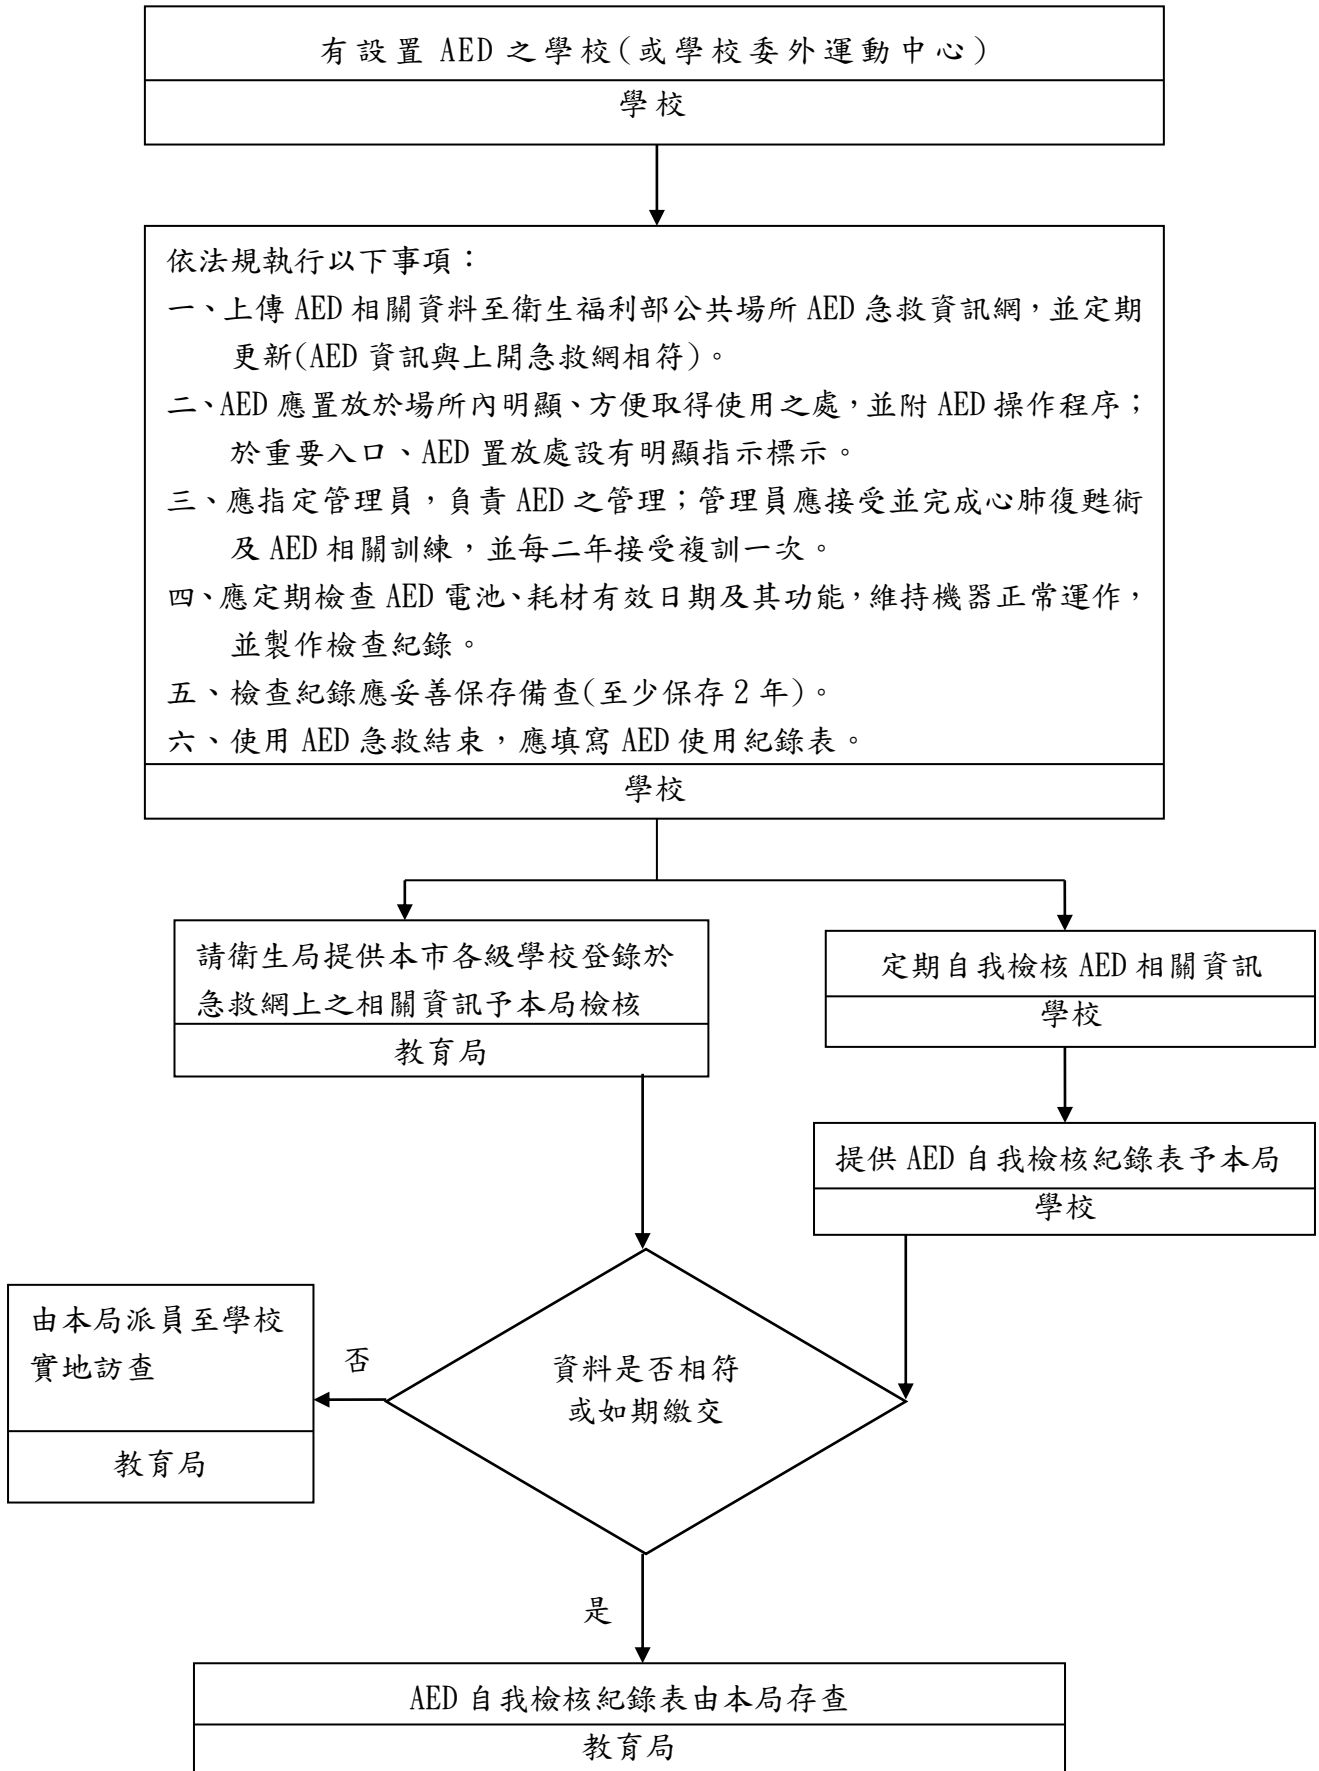 有設置 AED 之學校(或學校委外運動中心)
學校
依法規執行以下事項：
一、上傳 AED 相關資料至衛生福利部公共場所 AED 急救資訊網，並定期
更新(AED 資訊與上開急救網相符)。
二、AED 應置放於場所內明顯、方便取得使用之處，並附 AED 操作程序；
於重要入口、AED 置放處設有明顯指示標示。
三、應指定管理員，負責 AED 之管理；管理員應接受並完成心肺復甦術
及 AED 相關訓練，並每二年接受複訓一次。
四、應定期檢查 AED 電池、耗材有效日期及其功能，維持機器正常運作，
並製作檢查紀錄。
五、檢查紀錄應妥善保存備查(至少保存 2 年)。
六、使用 AED 急救結束，應填寫 AED 使用紀錄表。
學校
請衛生局提供本市各級學校登錄於
急救網上之相關資訊予本局檢核
教育局
定期自我檢核 AED 相關資訊
學校
提供 AED 自我檢核紀錄表予本局
學校
由本局派員至學校
實地訪查
教育局
否
資料是否相符
或如期繳交
是
AED 自我檢核紀錄表由本局存查
教育局